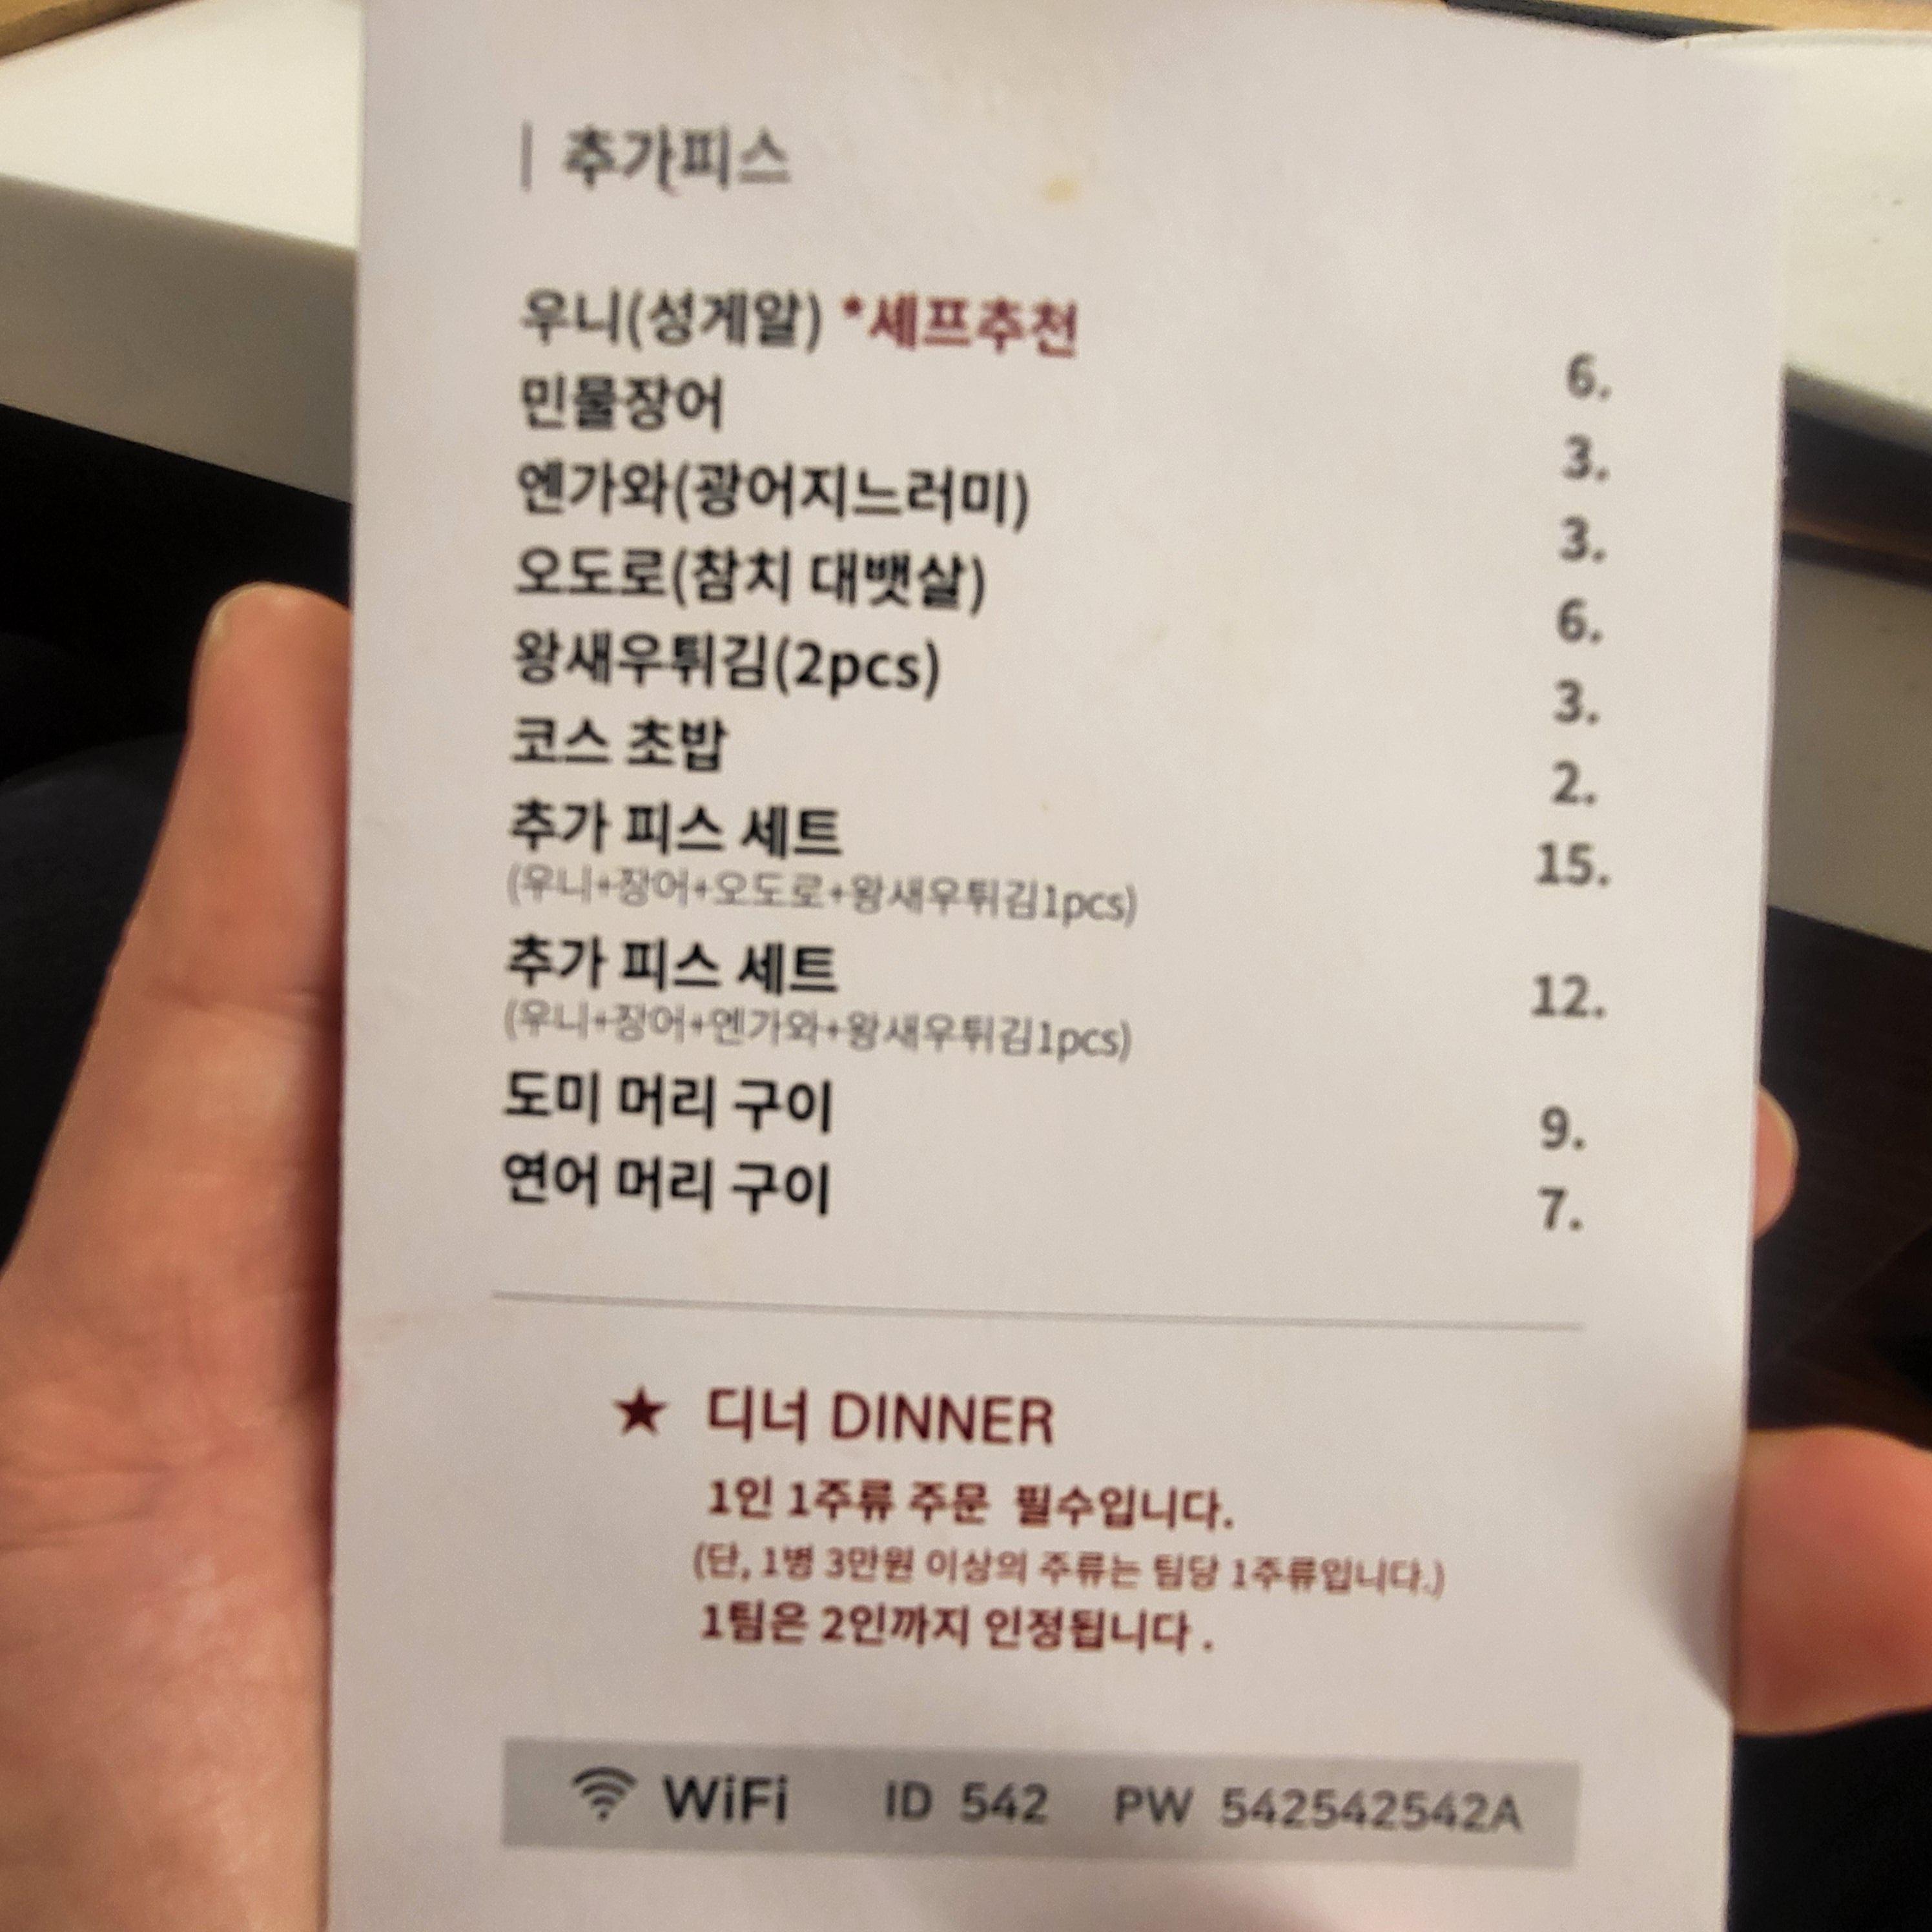 | 추가피스
우니(성게알) *셰프추천 6.
민물장어 3.
엔가와(광어지느러미) 3.
오도로(참치 대뱃살) 6.
왕새우튀김(2pcs) 3.
코스 초밥 2.
추가 피스 세트 15.
(우니+장어+오도로+왕새우튀김1pcs)
추가 피스 세트 12.
(우니+장어+엔가와+왕새우튀김1pcs)
도미 머리 구이 9.
연어 머리 구이 7.
★ 디너 DINNER
1인 1주류 주문 필수입니다.
(단, 1병 3만원 이상의 주류는 팀당 1주류입니다.)
1팀은 2인까지 인정됩니다 .
WiFi ID 542 PW 542542542A